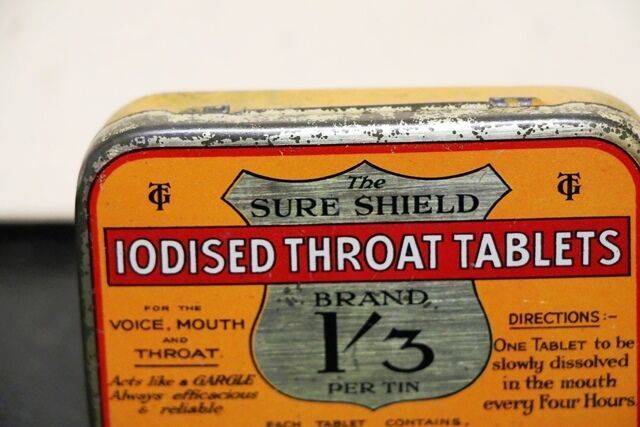 TG
TG
The
SURE SHIELD
IODISED THROAT TABLETS
BRAND
1/3
PER TIN
FOR THE
VOICE, MOUTH
AND
THROAT.
Acts like a GARGLE
Always efficacious
& reliable
DIRECTIONS:-
ONE TABLET to be
slowly dissolved
in the mouth
every Four Hours
EACH TABLET CONTAINS,